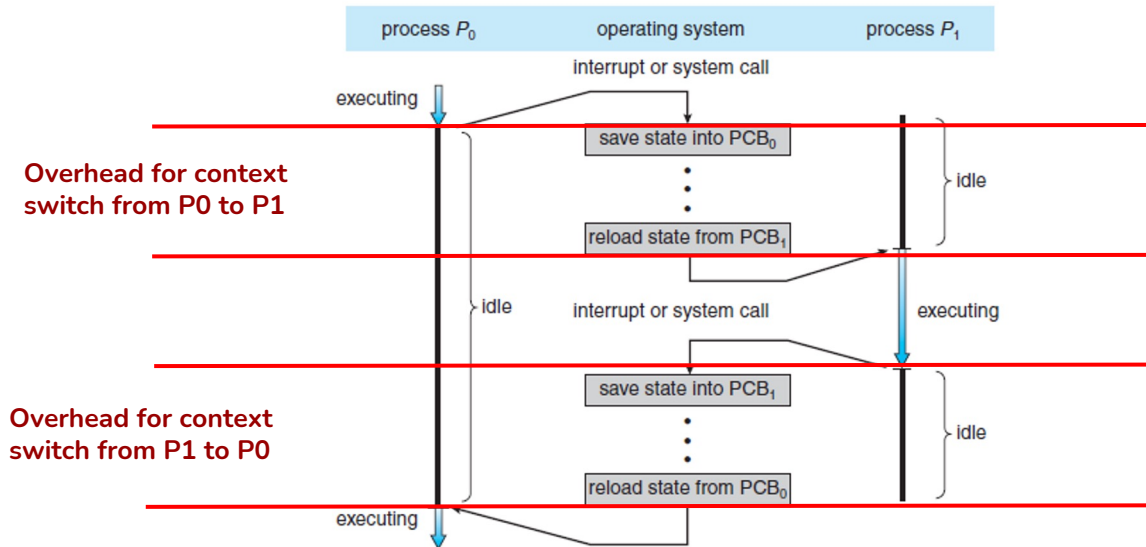 process P₀ operating system process P₁
interrupt or system call
executing
save state into PCB₀
Overhead for context
switch from P0 to P1
idle
reload state from PCB₁
idle
interrupt or system call
executing
save state into PCB₁
Overhead for context
switch from P1 to P0
idle
reload state from PCB₀
executing